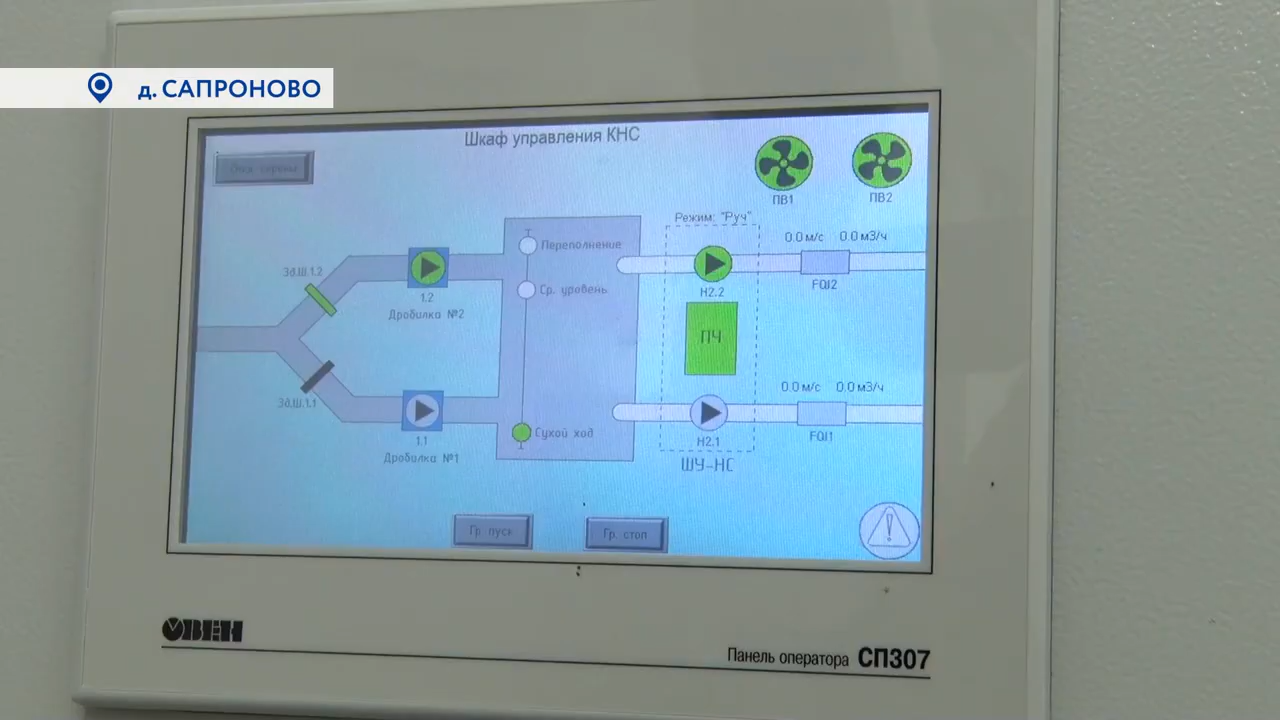 д. САПРОНОВО
Шкаф управления КНС
ПВ1
ПВ2
Режим: "Руч"
0.0 м/с 0.0 м3/ч
Переполнение
Зд.Ш.1.2
Ср. уровень
FQI2
Н2.2
1.2
Дробилка №2
ПЧ
0.0 м/с 0.0 м3/ч
Зд.Ш.1.1
Сухой ход
FQI1
Н2.1
1.1
Дробилка №1
ШУ-НС
Гр. пуск
Гр. стоп
ОВЕН
Панель оператора СП307